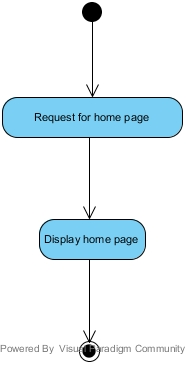 Request for home page
Display home page
Powered By Visual Paradigm Community